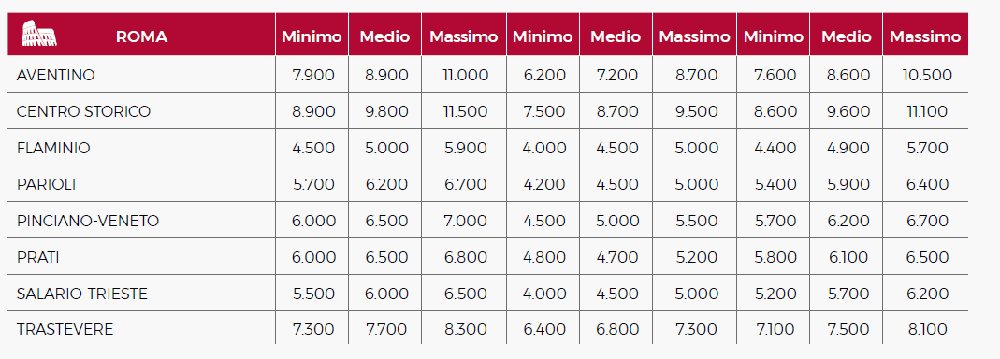 ROMA Minimo Medio Massimo Minimo Medio Massimo Minimo Medio Massimo
AVENTINO 7.900 8.900 11.000 6.200 7.200 8.700 7.600 8.600 10.500
CENTRO STORICO 8.900 9.800 11.500 7.500 8.700 9.500 8.600 9.600 11.100
FLAMINIO 4.500 5.000 5.900 4.000 4.500 5.000 4.400 4.900 5.700
PARIOLI 5.700 6.200 6.700 4.200 4.500 5.000 5.400 5.900 6.400
PINCIANO-VENETO 6.000 6.500 7.000 4.500 5.000 5.500 5.700 6.200 6.700
PRATI 6.000 6.500 6.800 4.800 4.700 5.200 5.800 6.100 6.500
SALARIO-TRIESTE 5.500 6.000 6.500 4.000 4.500 5.000 5.200 5.700 6.200
TRASTEVERE 7.300 7.700 8.300 6.400 6.800 7.300 7.100 7.500 8.100